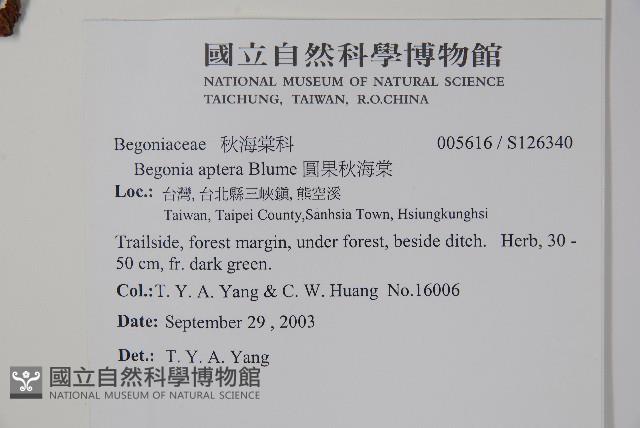 國立自然科學博物館
NATIONAL MUSEUM OF NATURAL SCIENCE
TAICHUNG, TAIWAN, R.O.CHINA
Begoniaceae 秋海棠科 005616 / S126340
Begonia aptera Blume 圓果秋海棠
Loc.: 台灣, 台北縣三峽鎮, 熊空溪
Taiwan, Taipei County,Sanhsia Town, Hsiungkunghsi
Trailside, forest margin, under forest, beside ditch. Herb, 30 -
50 cm, fr. dark green.
Col.:T. Y. A. Yang & C. W. Huang No.16006
Date: September 29 , 2003
Det.: T. Y. A. Yang
國立自然科學博物館
NATIONAL MUSEUM OF NATURAL SCIENCE